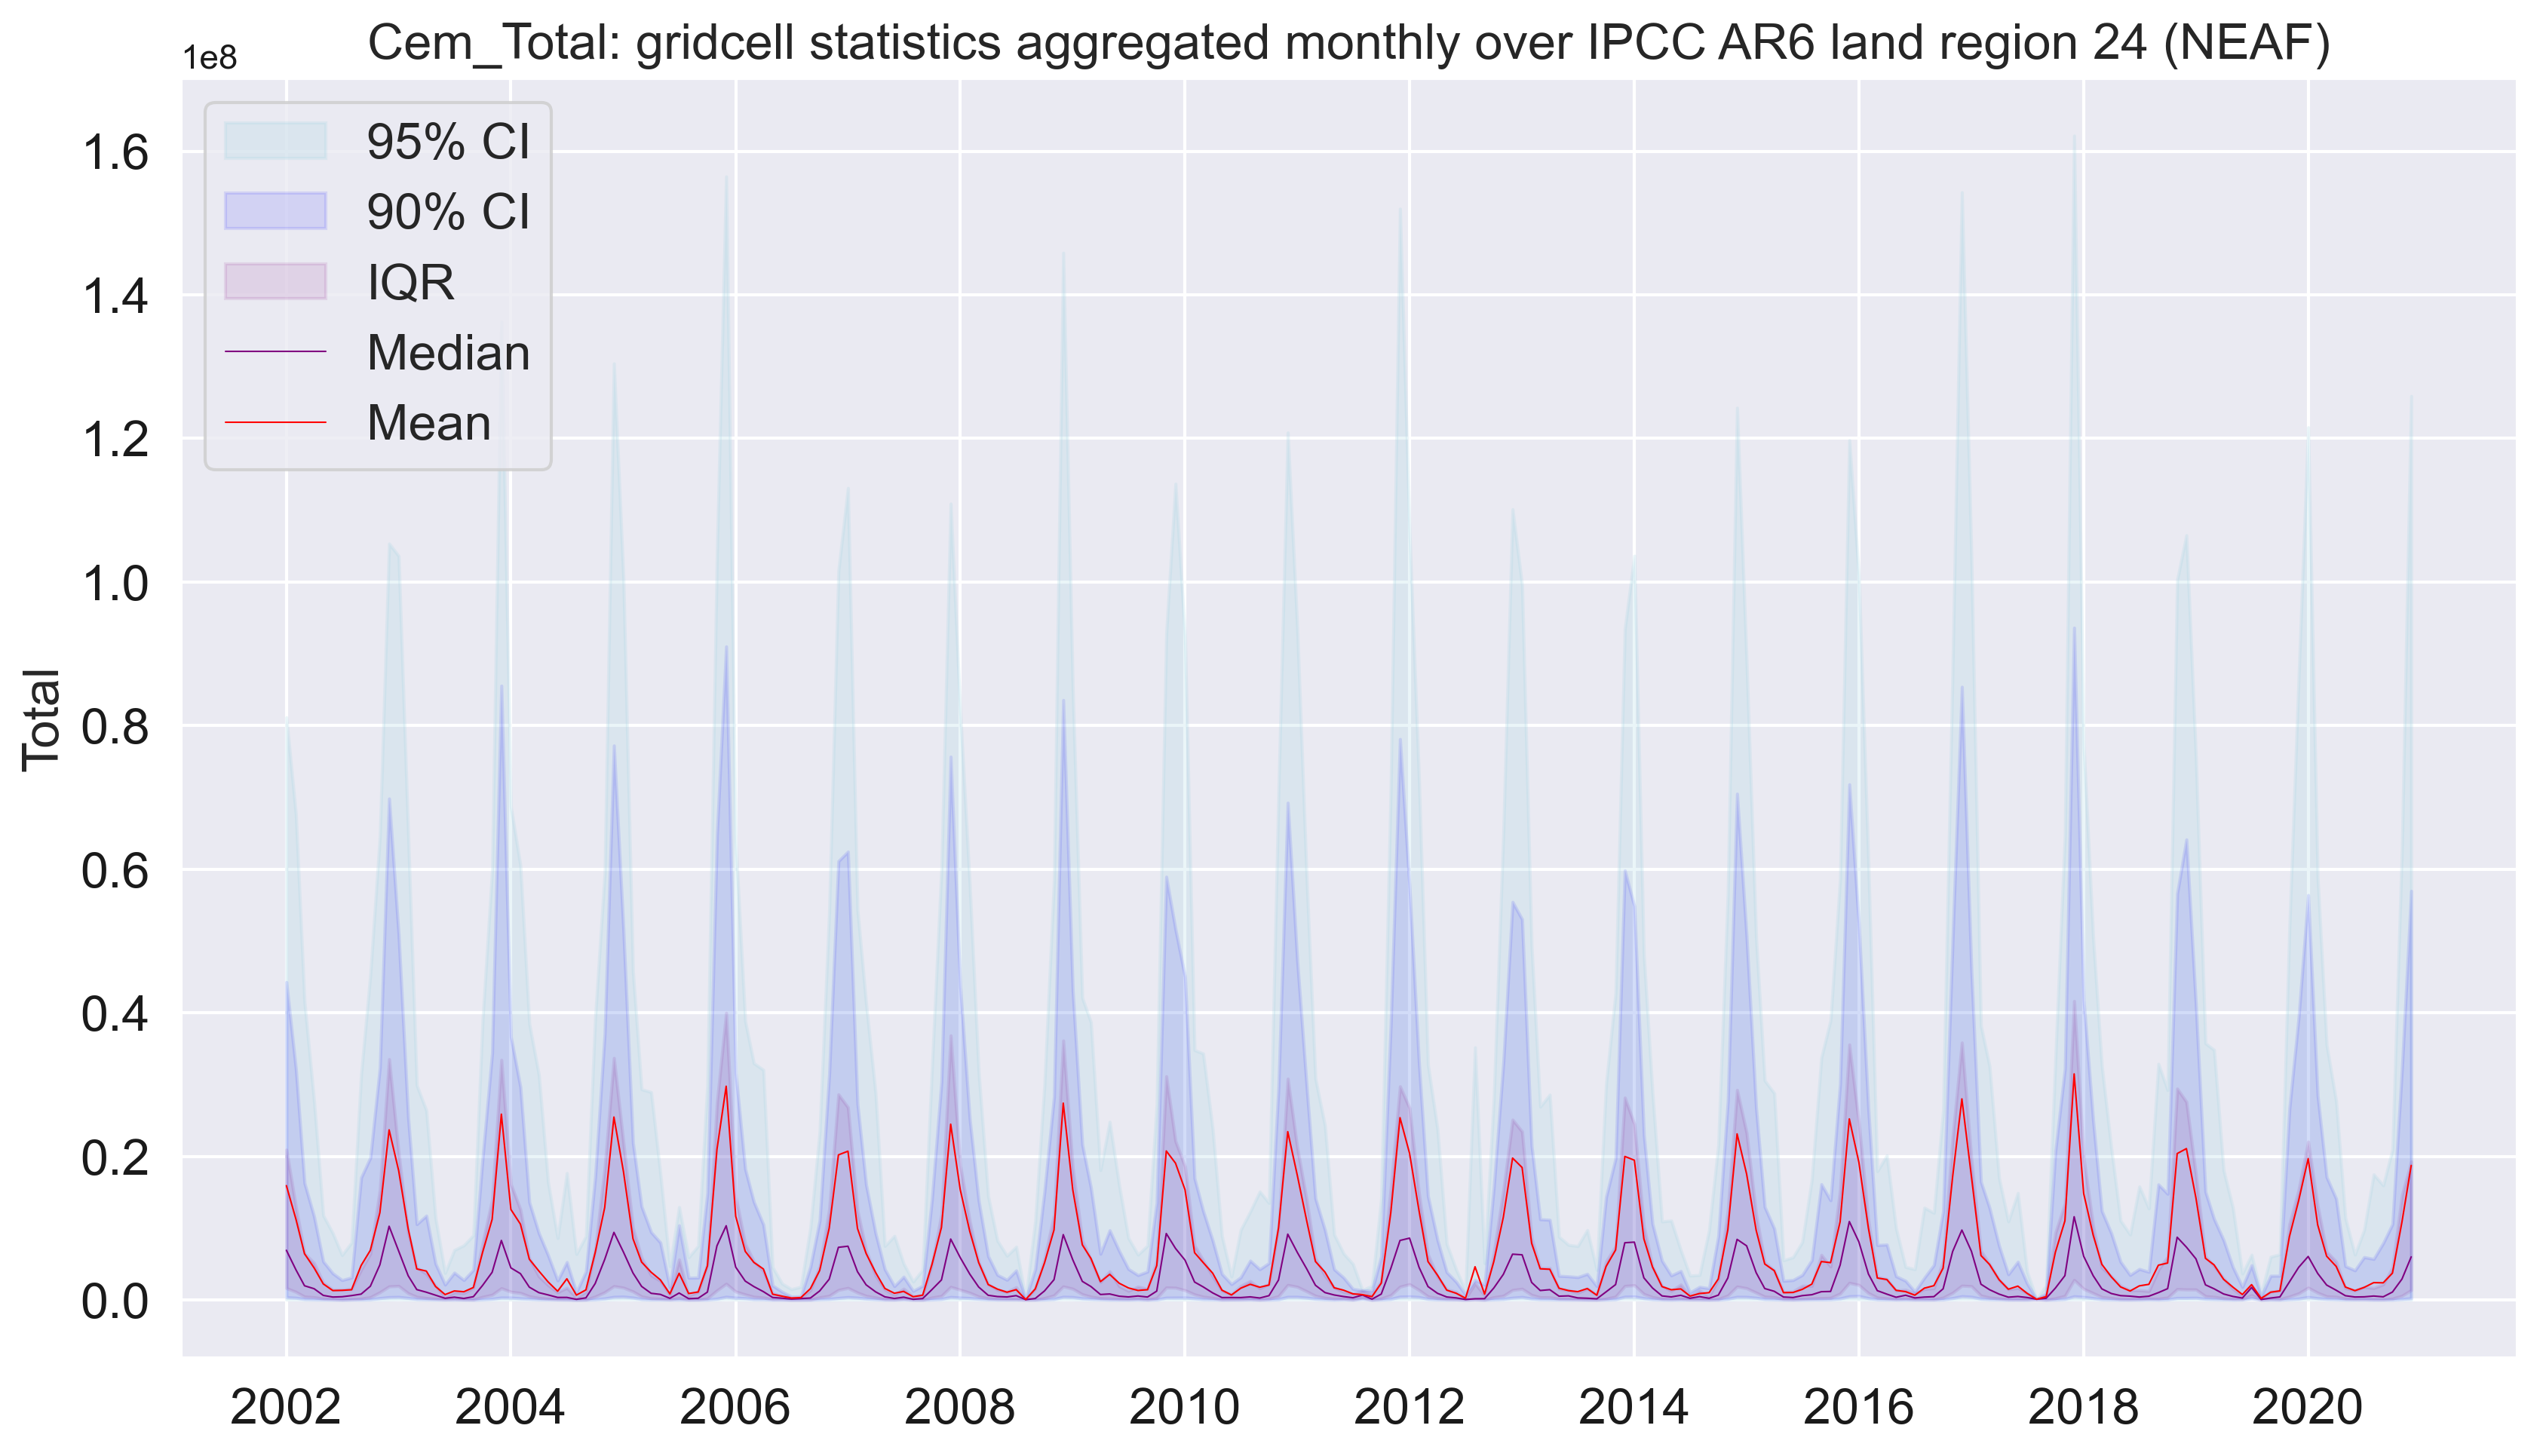 Cem_Total: gridcell statistics aggregated monthly over IPCC AR6 land region 24 (NEAF)
1e8
95% CI
90% CI
IQR
Median
Mean
1.6
1.4
1.2
1.0
0.8
0.6
0.4
0.2
0.0
Total
2002 2004 2006 2008 2010 2012 2014 2016 2018 2020